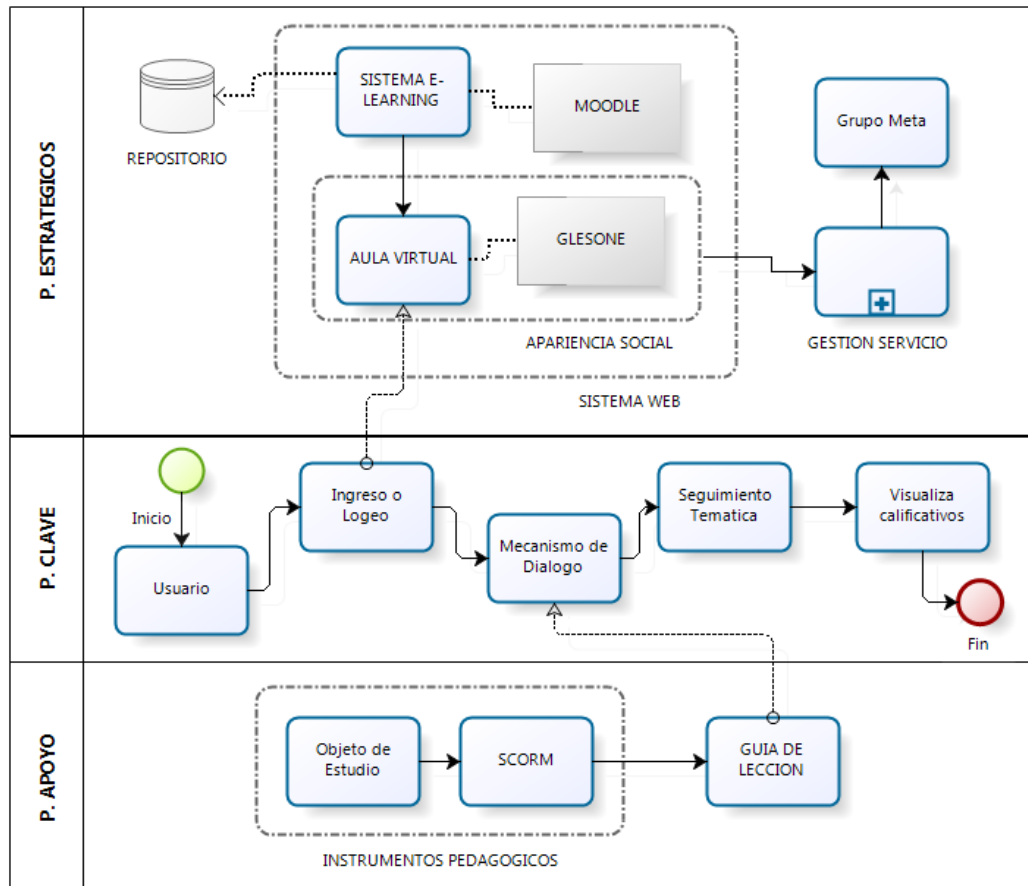 P. ESTRATEGICOS
SISTEMA E-
LEARNING
MOODLE
REPOSITORIO
Grupo Meta
AULA VIRTUAL
GLESONE
APARIENCIA SOCIAL
GESTION SERVICIO
SISTEMA WEB
P. CLAVE
Inicio
Usuario
Ingreso o
Logeo
Mecanismo de
Dialogo
Seguimiento
Tematica
Visualiza
calificativos
Fin
P. APOYO
Objeto de
Estudio
SCORM
GUIA DE
LECCION
INSTRUMENTOS PEDAGOGICOS